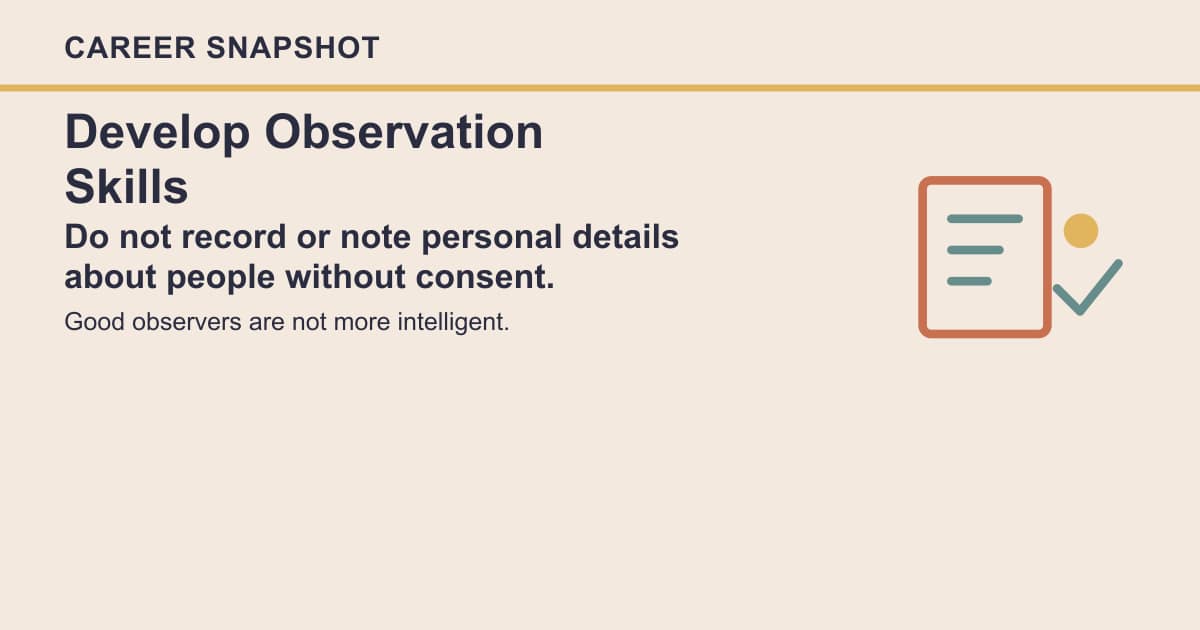 CAREER SNAPSHOT
Develop Observation
Skills
Do not record or note personal details
about people without consent.
Good observers are not more intelligent.